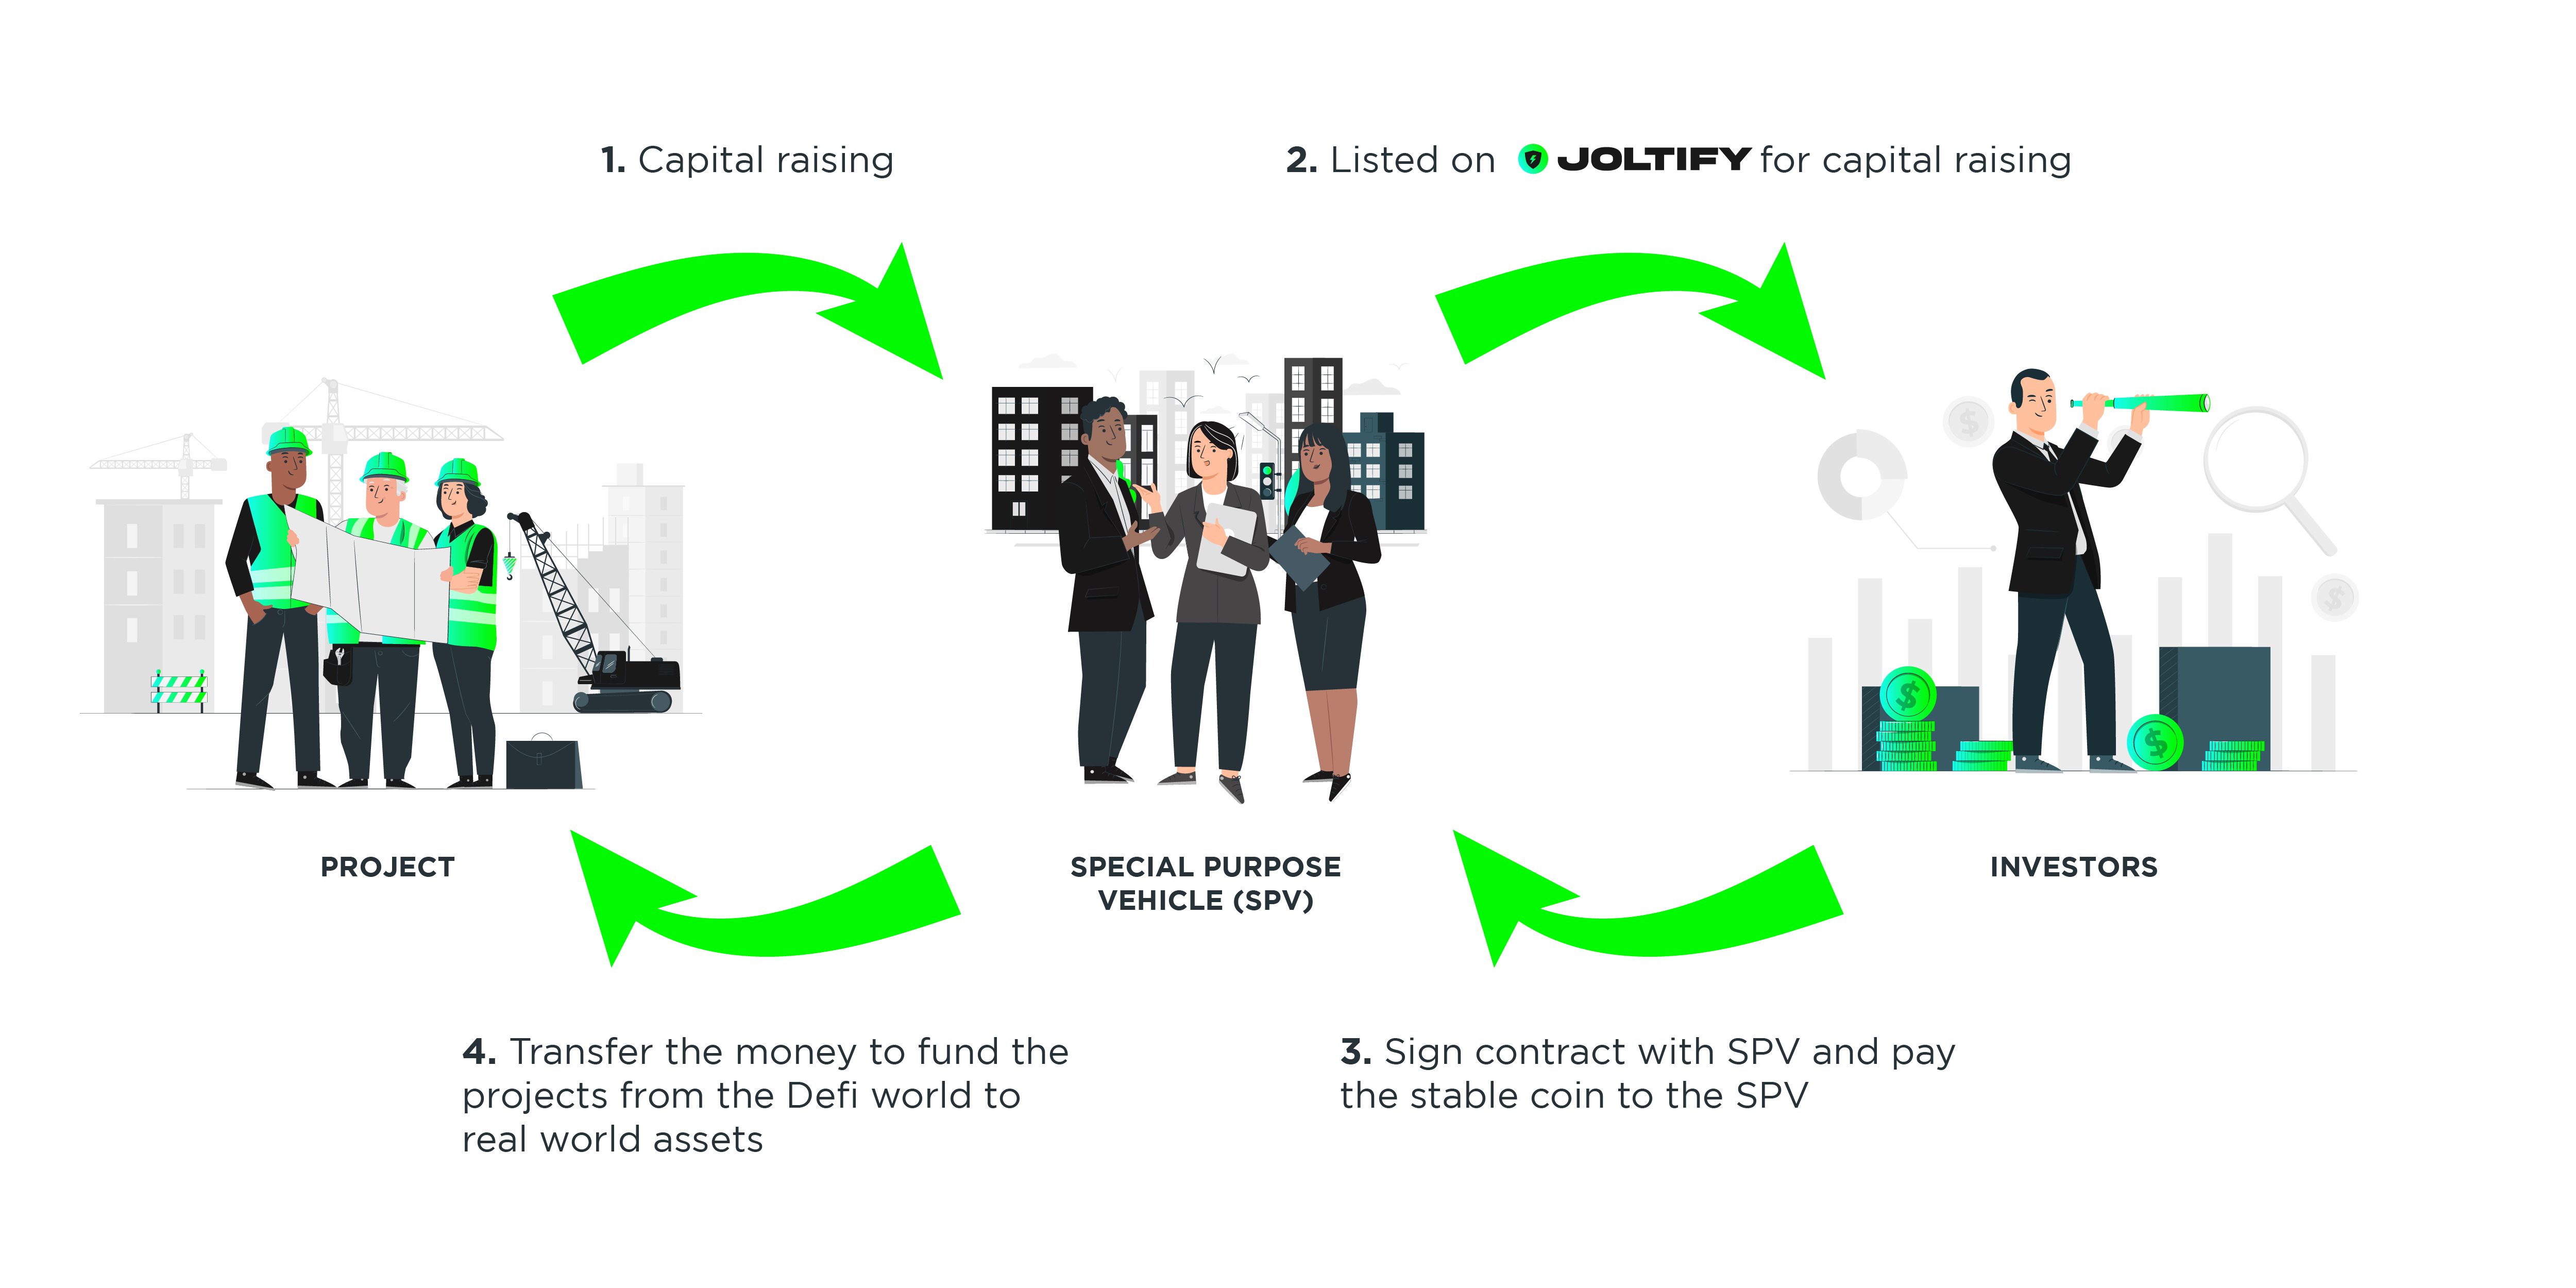 1. Capital raising
2. Listed on JOLTIFY for capital raising
PROJECT
SPECIAL PURPOSE
VEHICLE (SPV)
INVESTORS
4. Transfer the money to fund the
projects from the Defi world to
real world assets
3. Sign contract with SPV and pay
the stable coin to the SPV
$
$
$
$